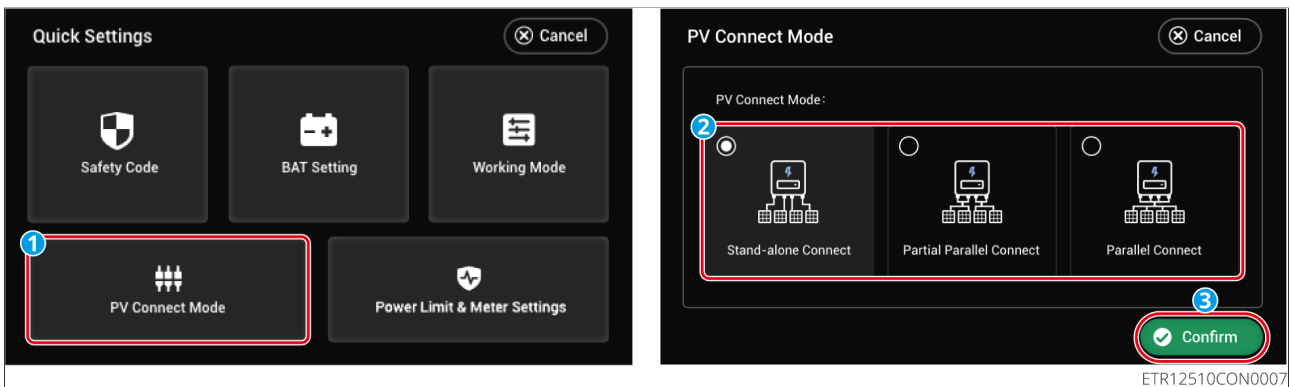 Quick Settings
Cancel
Safety Code
BAT Setting
Working Mode
1
PV Connect Mode
Power Limit & Meter Settings
PV Connect Mode
Cancel
PV Connect Mode:
2
Stand-alone Connect
Partial Parallel Connect
Parallel Connect
3
Confirm
ETR12510CON0007